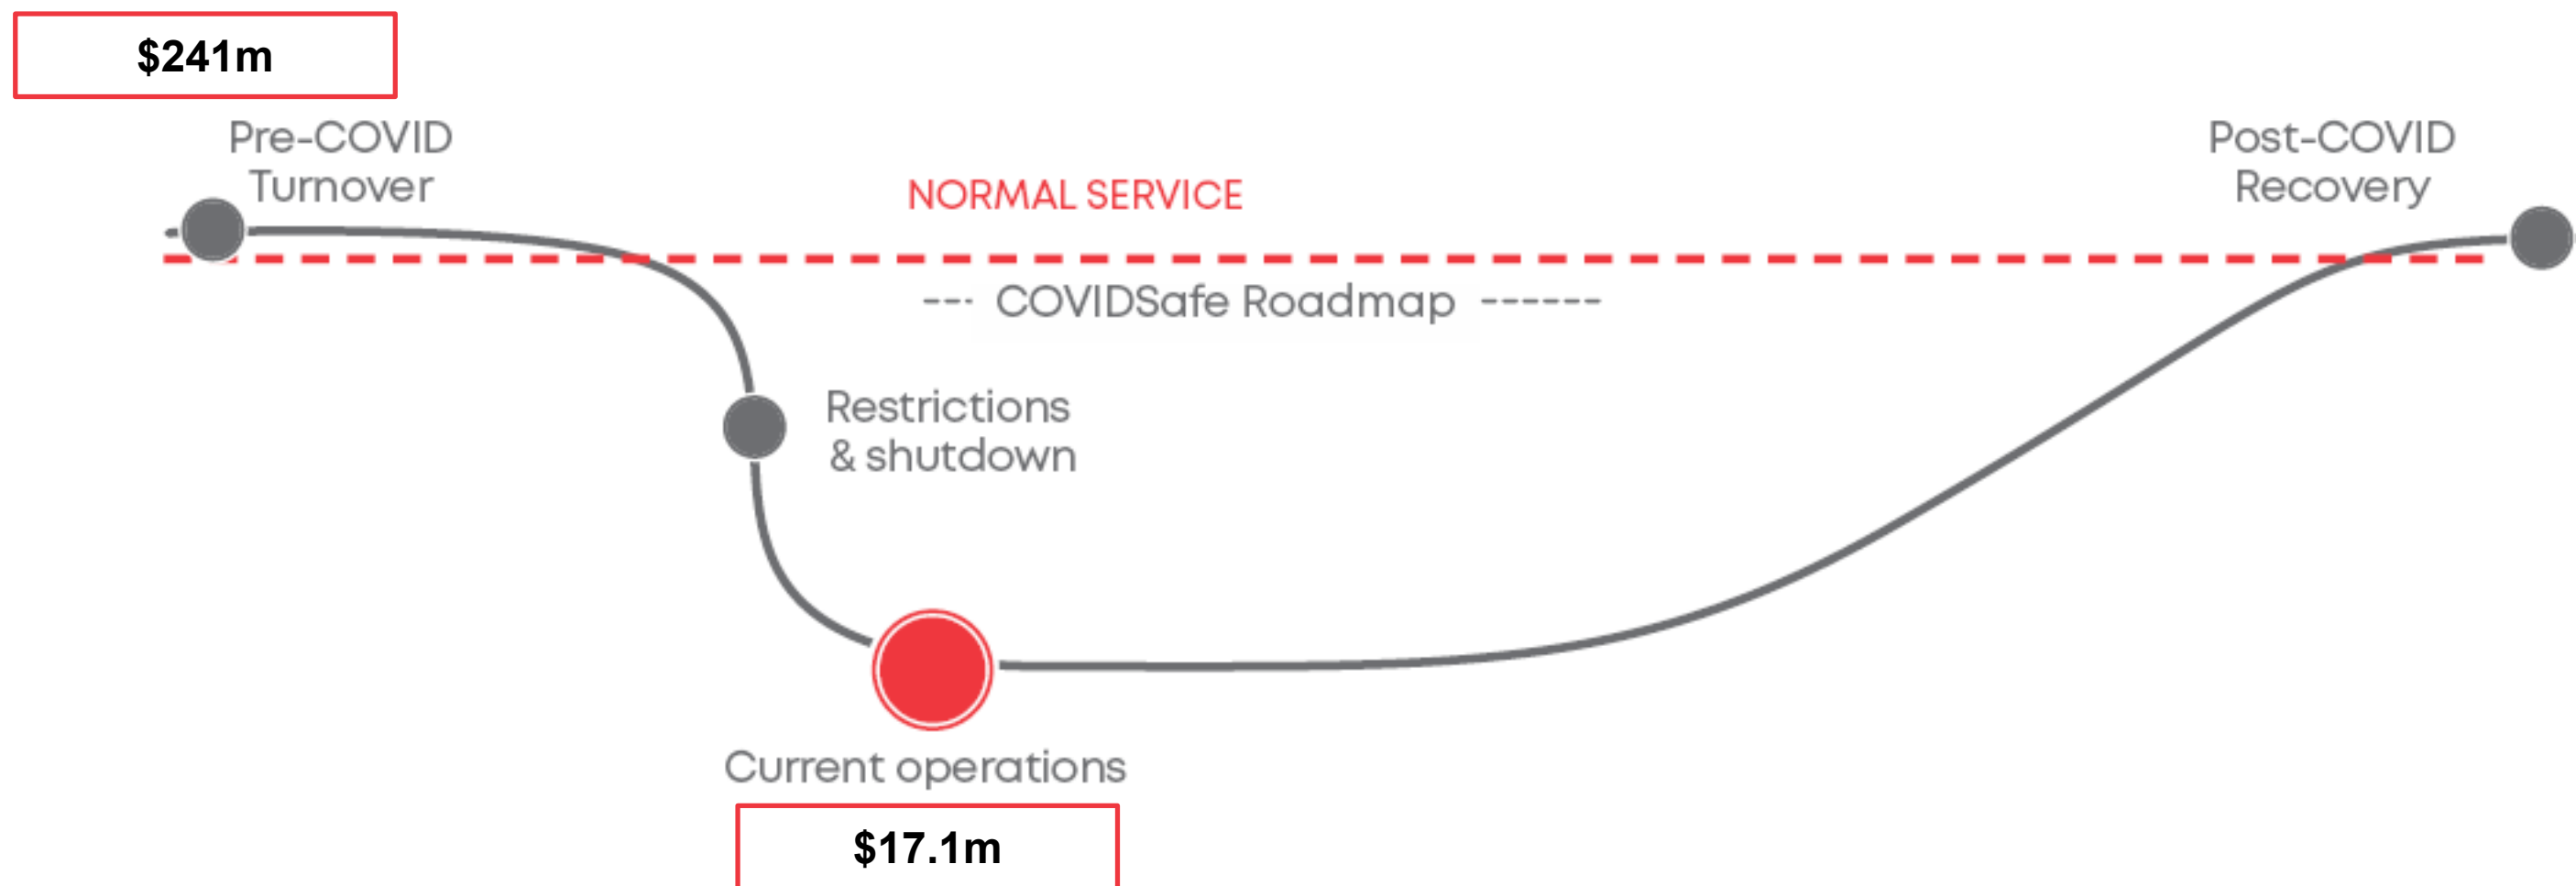 $241m
Pre-COVID
Turnover
NORMAL SERVICE
COVIDSafe Roadmap
Post-COVID
Recovery
Restrictions
& shutdown
Current operations
$17.1m